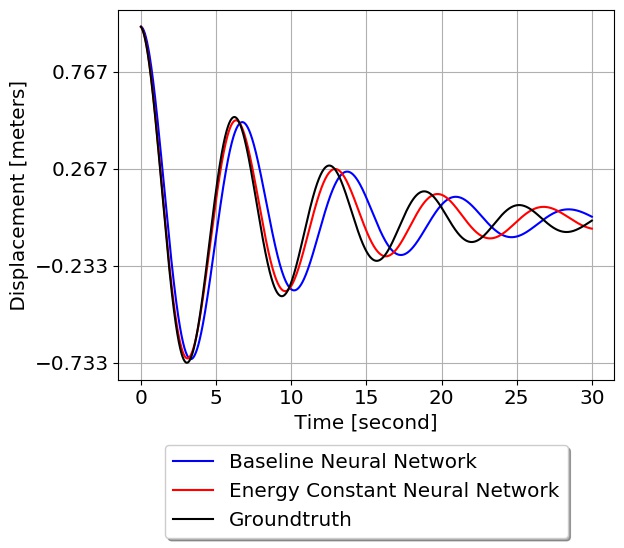 Displacement [meters]
0.767
0.267
−0.233
−0.733
0 5 10 15 20 25 30
Time [second]
Baseline Neural Network
Energy Constant Neural Network
Groundtruth